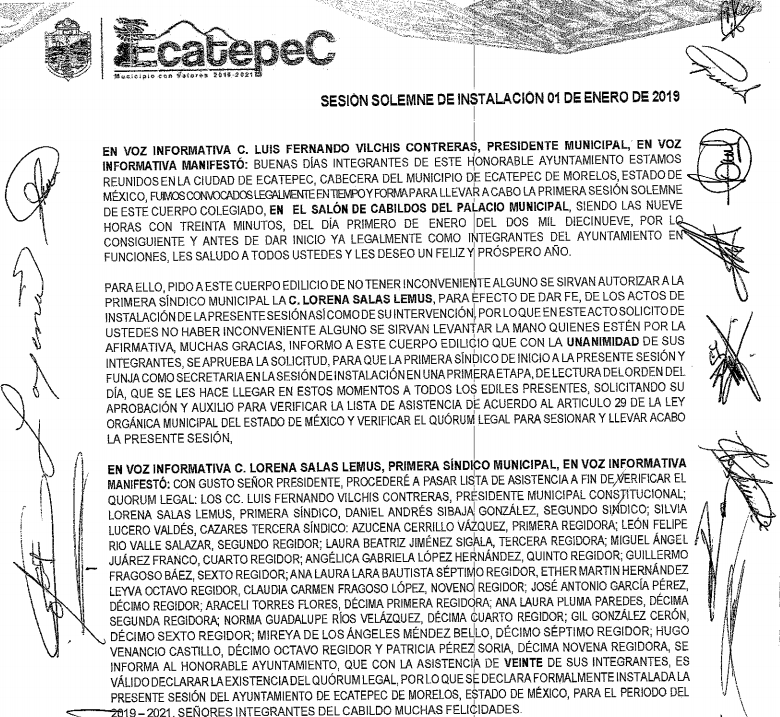 EcatepeC
Municipio con Valores 2019-2021
SESIÓN SOLEMNE DE INSTALACIÓN 01 DE ENERO DE 2019
EN VOZ INFORMATIVA C. LUIS FERNANDO VILCHIS CONTRERAS, PRESIDENTE MUNICIPAL, EN VOZ
INFORMATIVA MANIFESTÓ: BUENAS DÍAS INTEGRANTES DE ESTE HONORABLE AYUNTAMIENTO ESTAMOS
REUNIDOS EN LA CIUDAD DE ECATEPEC, CABECERA DEL MUNICIPIO DE ECATEPEC DE MORELOS, ESTADO DE
MÉXICO, FUIMOS CONVOCADOS LEGALMENTE EN TIEMPO Y FORMA PARA LLEVAR A CABO LA PRIMERA SESIÓN SOLEMNE
DE ESTE CUERPO COLEGIADO, EN EL SALÓN DE CABILDOS DEL PALACIO MUNICIPAL, SIENDO LAS NUEVE
HORAS CON TREINTA MINUTOS, DEL DÍA PRIMERO DE ENERO DEL DOS MIL DIECINUEVE, POR LO
CONSIGUIENTE Y ANTES DE DAR INICIO YA LEGALMENTE COMO INTEGRANTES DEL AYUNTAMIENTO EN
FUNCIONES, LES SALUDO A TODOS USTEDES Y LES DESEO UN FELIZ Y PRÓSPERO AÑO.
PARA ELLO, PIDO A ESTE CUERPO EDILICIO DE NO TENER INCONVENIENTE ALGUNO SE SIRVAN AUTORIZAR A LA
PRIMERA SÍNDICO MUNICIPAL LA C. LORENA SALAS LEMUS, PARA EFECTO DE DAR FE, DE LOS ACTOS DE
INSTALACIÓN DE LA PRESENTE SESIÓN ASÍ COMO DE SU INTERVENCIÓN, POR LO QUE EN ESTE ACTO SOLICITO DE
USTEDES NO HABER INCONVENIENTE ALGUNO SE SIRVAN LEVANTAR LA MANO QUIENES ESTÉN POR LA
AFIRMATIVA, MUCHAS GRACIAS, INFORMO A ESTE CUERPO EDILICIO QUE CON LA UNANIMIDAD DE SUS
INTEGRANTES, SE APRUEBA LA SOLICITUD, PARA QUE LA PRIMERA SÍNDICO DE INICIO A LA PRESENTE SESIÓN Y
FUNJA COMO SECRETARIA EN LA SESIÓN DE INSTALACIÓN EN UNA PRIMERA ETAPA, DE LECTURA DEL ORDEN DEL
DÍA, QUE SE LES HACE LLEGAR EN ESTOS MOMENTOS A TODOS LOS EDILES PRESENTES, SOLICITANDO SU
APROBACIÓN Y AUXILIO PARA VERIFICAR LA LISTA DE ASISTENCIA DE ACUERDO AL ARTICULO 29 DE LA LEY
ORGÁNICA MUNICIPAL DEL ESTADO DE MÉXICO Y VERIFICAR EL QUÓRUM LEGAL PARA SESIONAR Y LLEVAR ACABO
LA PRESENTE SESIÓN,
EN VOZ INFORMATIVA C. LORENA SALAS LEMUS, PRIMERA SÍNDICO MUNICIPAL, EN VOZ INFORMATIVA
MANIFESTÓ: CON GUSTO SEÑOR PRESIDENTE, PROCEDERÉ A PASAR LISTA DE ASISTENCIA A FIN DE VERIFICAR EL
QUORUM LEGAL: LOS CC. LUIS FERNANDO VILCHIS CONTRERAS, PRESIDENTE MUNICIPAL CONSTITUCIONAL;
LORENA SALAS LEMUS, PRIMERA SÍNDICO, DANIEL ANDRÉS SIBAJA GONZÁLEZ, SEGUNDO SINDÍCO; SILVIA
LUCERO VALDÉS, CAZARES TERCERA SÍNDICO: AZUCENA CERRILLO VÁZQUEZ, PRIMERA REGIDORA; LEÓN FELIPE
RIO VALLE SALAZAR, SEGUNDO REGIDOR; LAURA BEATRIZ JIMÉNEZ SIGALA, TERCERA REGIDORA; MIGUEL ÁNGEL
JUÁREZ FRANCO, CUARTO REGIDOR; ANGÉLICA GABRIELA LÓPEZ HERNÁNDEZ, QUINTO REGIDOR; GUILLERMO
FRAGOSO BÁEZ, SEXTO REGIDOR; ANA LAURA LARA BAUTISTA SÉPTIMO REGIDOR, ETHER MARTIN HERNÁNDEZ
LEYVA OCTAVO REGIDOR, CLAUDIA CARMEN FRAGOSO LÓPEZ, NOVENO REGIDOR; JOSÉ ANTONIO GARCÍA PÉREZ,
DÉCIMO REGIDOR; ARACELI TORRES FLORES, DÉCIMA PRIMERA REGIDORA; ANA LAURA PLUMA PAREDES, DÉCIMA
SEGUNDA REGIDORA; NORMA GUADALUPE RÍOS VELÁZQUEZ, DÉCIMA CUARTO REGIDOR; GIL GONZÁLEZ CERÓN,
DÉCIMO SEXTO REGIDOR; MIREYA DE LOS ÁNGELES MÉNDEZ BELLO, DÉCIMO SÉPTIMO REGIDOR; HUGO
VENANCIO CASTILLO, DÉCIMO OCTAVO REGIDOR Y PATRICIA PÉREZ SORIA, DÉCIMA NOVENA REGIDORA, SE
INFORMA AL HONORABLE AYUNTAMIENTO, QUE CON LA ASISTENCIA DE VEINTE DE SUS INTEGRANTES, ES
VÁLIDO DECLARAR LA EXISTENCIA DEL QUÓRUM LEGAL, POR LO QUE SE DECLARA FORMALMENTE INSTALADA LA
PRESENTE SESIÓN DEL AYUNTAMIENTO DE ECATEPEC DE MORELOS, ESTADO DE MÉXICO, PARA EL PERIODO DEL
2019 – 2021. SEÑORES INTEGRANTES DEL CABILDO MUCHAS FELICIDADES.